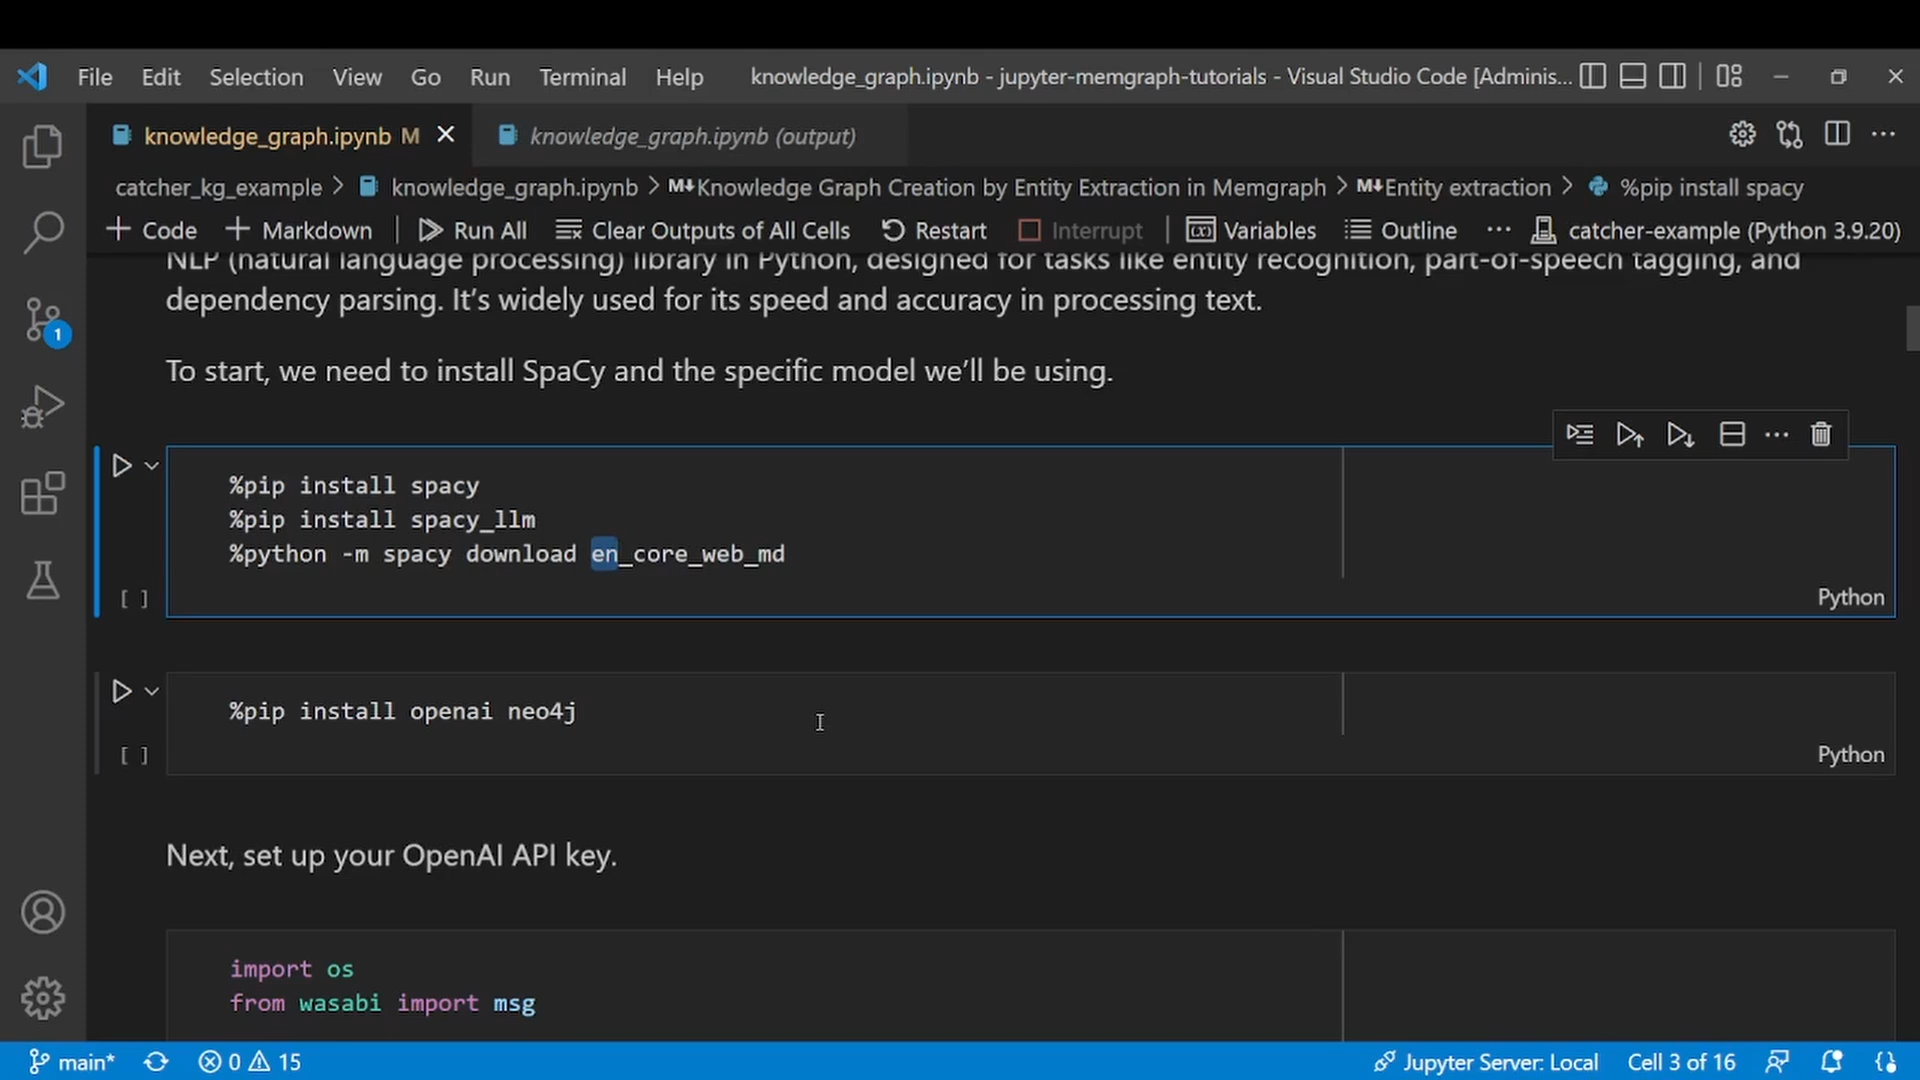 File Edit Selection View Go Run Terminal Help knowledge_graph.ipynb - jupyter-memgraph-tutorials - Visual Studio Code [Adminis...
knowledge_graph.ipynb M knowledge_graph.ipynb (output)
catcher_kg_example > knowledge_graph.ipynb > M↓Knowledge Graph Creation by Entity Extraction in Memgraph > M↓Entity extraction > %pip install spacy
+ Code + Markdown | Run All Clear Outputs of All Cells Restart Interrupt | Variables Outline ... catcher-example (Python 3.9.20)
NLP (natural language processing) library in Python, designed for tasks like entity recognition, part-of-speech tagging, and
dependency parsing. It’s widely used for its speed and accuracy in processing text.
To start, we need to install SpaCy and the specific model we’ll be using.
%pip install spacy
%pip install spacy_llm
%python -m spacy download en_core_web_md
[ ] Python
%pip install openai neo4j
[ ] Python
Next, set up your OpenAI API key.
import os
from wasabi import msg
1
main* 0 15 Jupyter Server: Local Cell 3 of 16